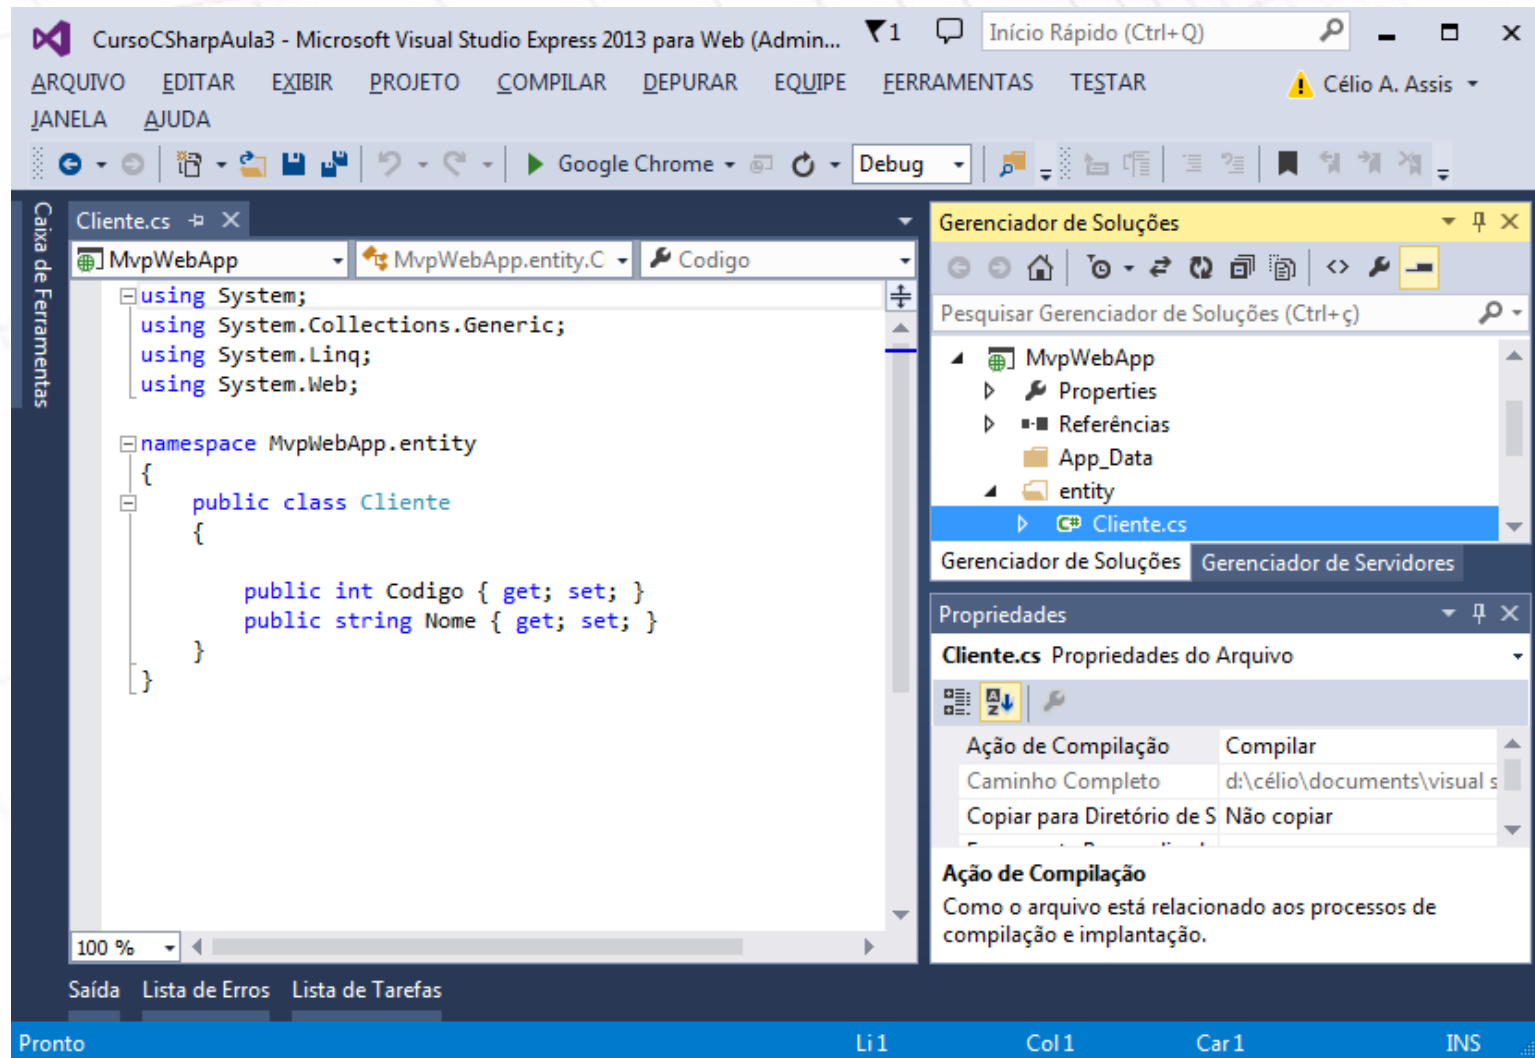 CursoCSharpAula3 - Microsoft Visual Studio Express 2013 para Web (Admin...
1
Início Rápido (Ctrl+Q)
ARQUIVO EDITAR EXIBIR PROJETO COMPILAR DEPURAR EQUIPE FERRAMENTAS TESTAR
Célio A. Assis
JANELA AJUDA
Google Chrome
Debug
Caixa de Ferramentas
Cliente.cs
MvpWebApp
MvpWebApp.entity.C
Codigo
using System;
using System.Collections.Generic;
using System.Linq;
using System.Web;
namespace MvpWebApp.entity
{
public class Cliente
{
public int Codigo { get; set; }
public string Nome { get; set; }
}
}
100 %
Gerenciador de Soluções
Pesquisar Gerenciador de Soluções (Ctrl+ç)
MvpWebApp
Properties
Referências
App_Data
entity
C# Cliente.cs
Gerenciador de Soluções Gerenciador de Servidores
Propriedades
Cliente.cs Propriedades do Arquivo
Ação de Compilação Compilar
Caminho Completo d:\célio\documents\visual s
Copiar para Diretório de S Não copiar
Ação de Compilação
Como o arquivo está relacionado aos processos de
compilação e implantação.
Saída Lista de Erros Lista de Tarefas
Pronto Li 1 Col 1 Car 1 INS